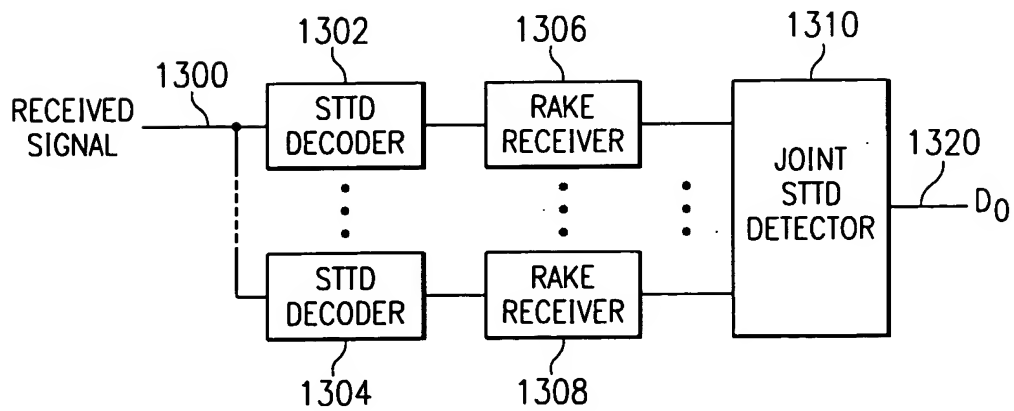 1302
1306
1310
1300
RECEIVED
SIGNAL
STTD
DECODER
RAKE
RECEIVER
JOINT
STTD
DETECTOR
1320
D0
STTD
DECODER
RAKE
RECEIVER
1304
1308